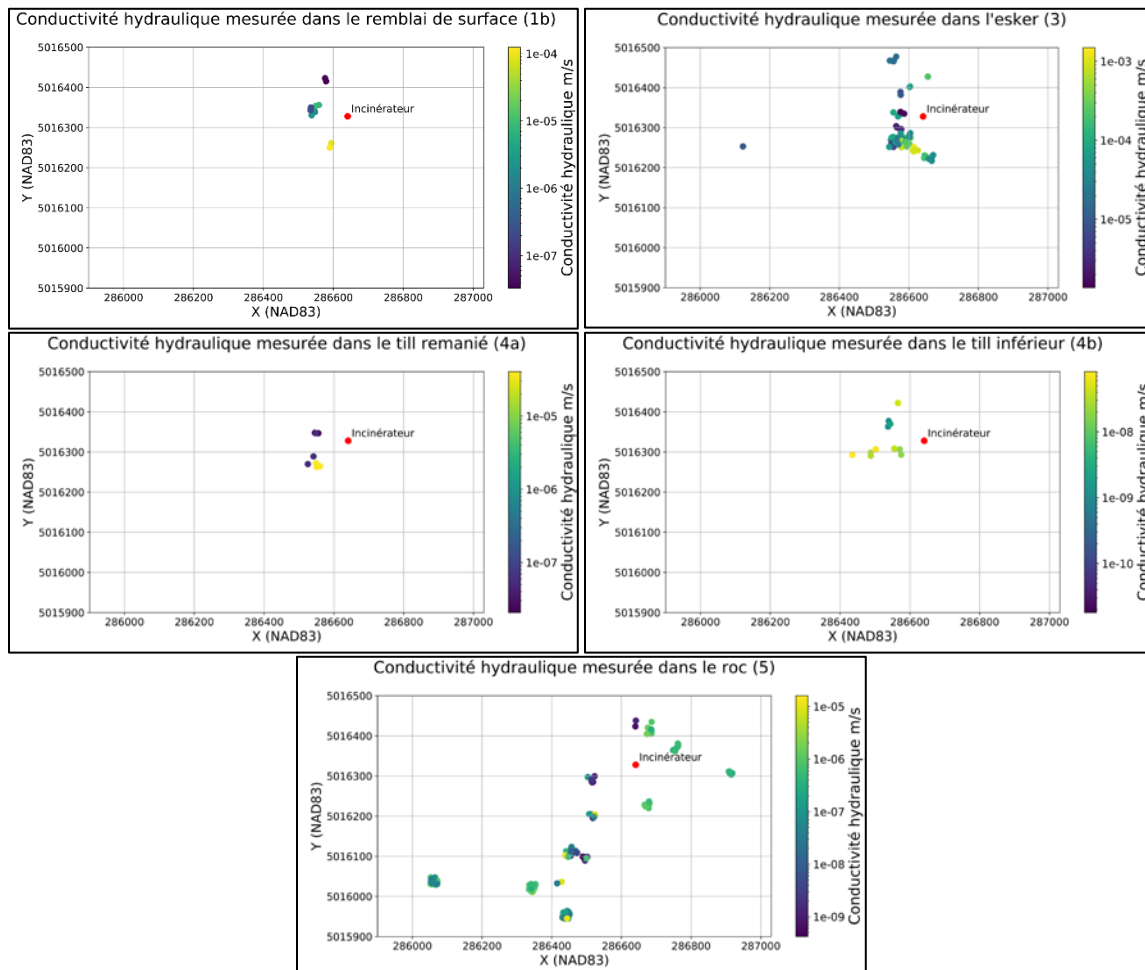 Conductivité hydraulique mesurée dans le remblai de surface (1b)
5016500
5016400
5016300
5016200
5016100
5016000
5015900
Y (NAD83)
Incinérateur
286000 286200 286400 286600 286800 287000
X (NAD83)
1e-04
1e-05
1e-06
1e-07
Conductivité hydraulique m/s
Conductivité hydraulique mesurée dans l'esker (3)
5016500
5016400
5016300
5016200
5016100
5016000
5015900
Y (NAD83)
Incinérateur
286000 286200 286400 286600 286800 287000
X (NAD83)
1e-03
1e-04
1e-05
Conductivité hydraulique m/s
Conductivité hydraulique mesurée dans le till remanié (4a)
5016500
5016400
5016300
5016200
5016100
5016000
5015900
Y (NAD83)
Incinérateur
286000 286200 286400 286600 286800 287000
X (NAD83)
1e-05
1e-06
1e-07
Conductivité hydraulique m/s
Conductivité hydraulique mesurée dans le till inférieur (4b)
5016500
5016400
5016300
5016200
5016100
5016000
5015900
Y (NAD83)
Incinérateur
286000 286200 286400 286600 286800 287000
X (NAD83)
1e-08
1e-09
1e-10
Conductivité hydraulique m/s
Conductivité hydraulique mesurée dans le roc (5)
5016500
5016400
5016300
5016200
5016100
5016000
5015900
Y (NAD83)
Incinérateur
286000 286200 286400 286600 286800 287000
X (NAD83)
1e-05
1e-06
1e-07
1e-08
1e-09
Conductivité hydraulique m/s